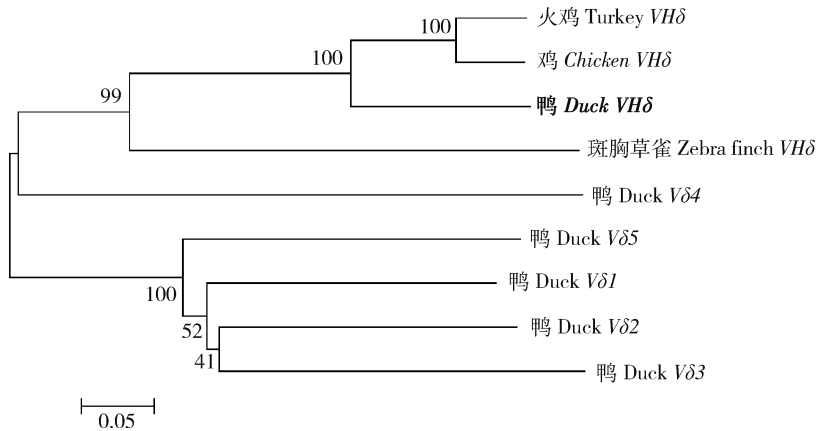 火鸡 Turkey VHδ
100
鸡 Chicken VHδ
100
99
鸭 Duck VHδ
斑胸草雀 Zebra finch VHδ
鸭 Duck Vδ4
鸭 Duck Vδ5
100
鸭 Duck Vδ1
52
鸭 Duck Vδ2
41
鸭 Duck Vδ3
0.05